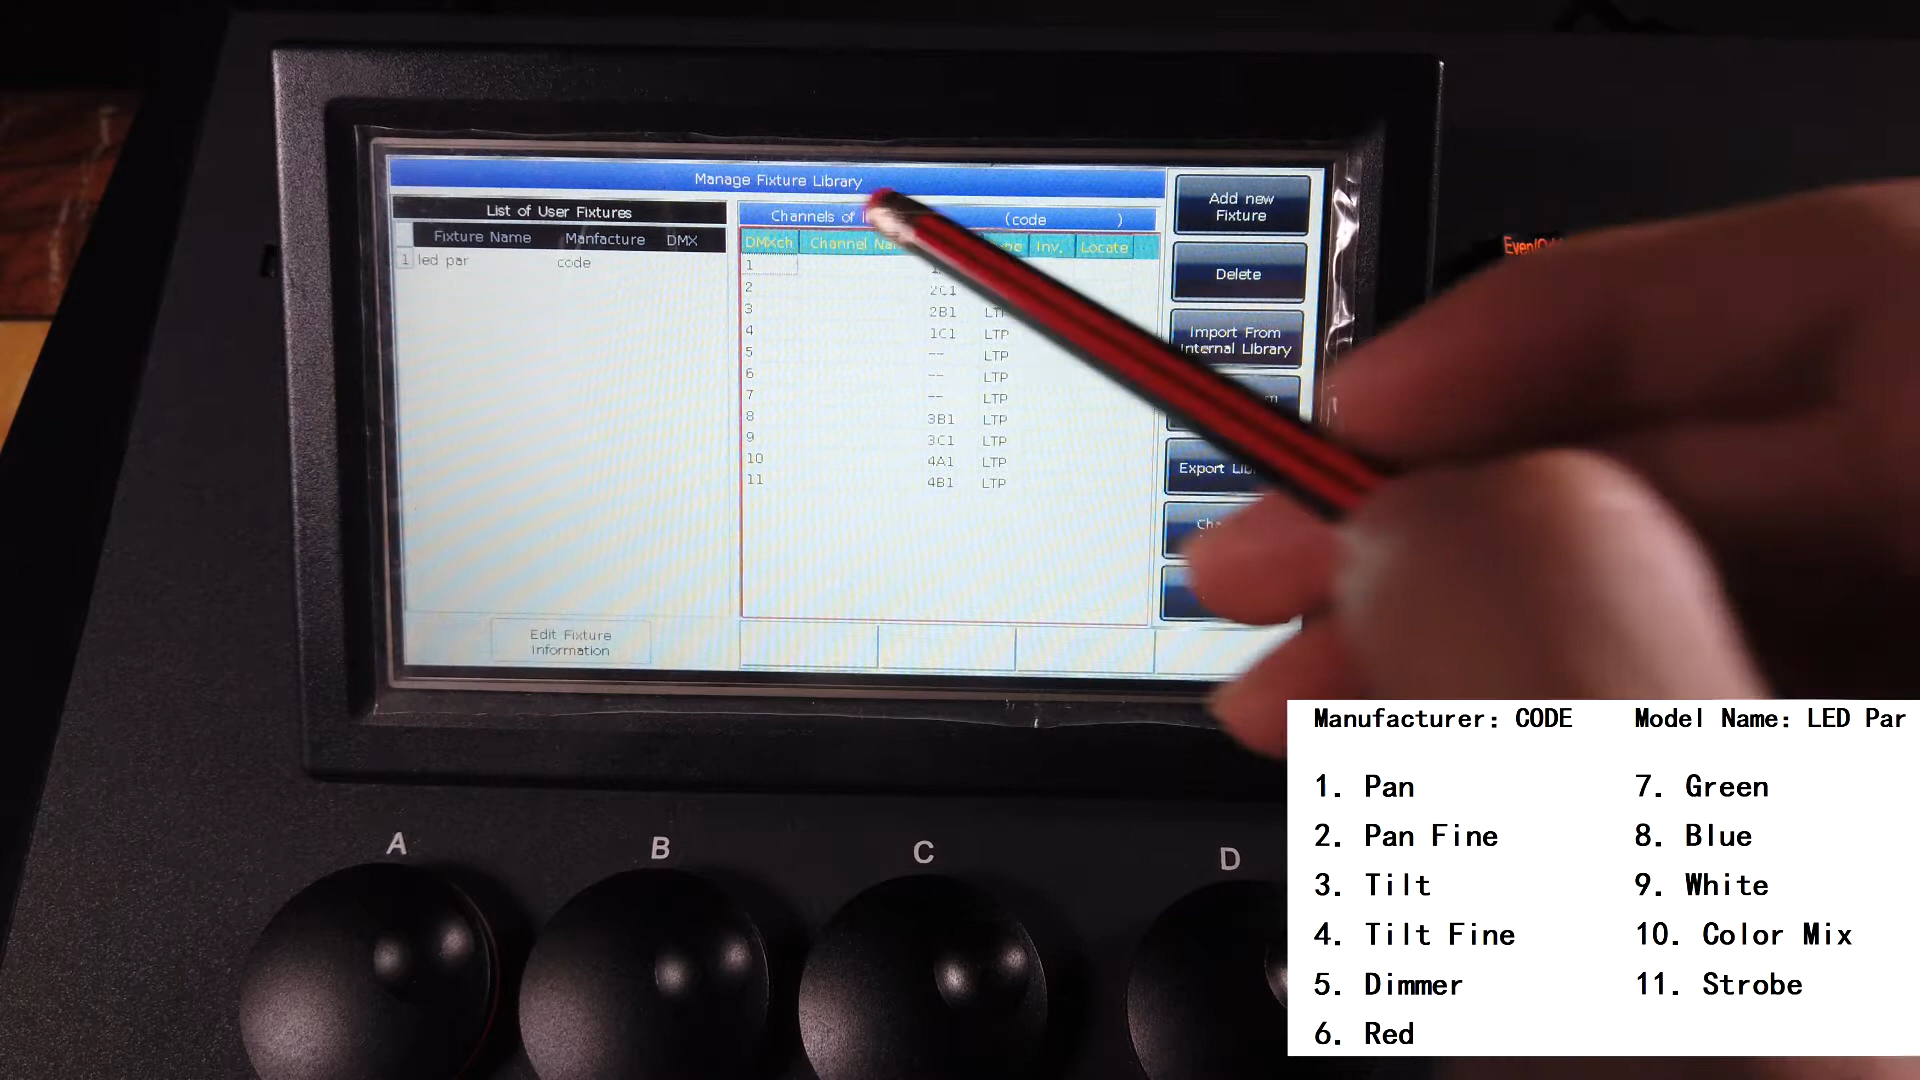 Manage Fixture Library
List of User Fixtures
Fixture Name Manfacture DMX
1 led par code
Channels of (code )
DMXch Channel Inv. Locate
1
2 2C1
3 2B1 LTP
4 1C1 LTP
5 -- LTP
6 -- LTP
7 -- LTP
8 3B1 LTP
9 3C1 LTP
10 4A1 LTP
11 4B1 LTP
Edit Fixture
Information
Add new
Fixture
Delete
Import From
Internal Library
Export
A B C D
Manufacturer: CODE Model Name: LED Par
1. Pan
2. Pan Fine
3. Tilt
4. Tilt Fine
5. Dimmer
6. Red
7. Green
8. Blue
9. White
10. Color Mix
11. Strobe